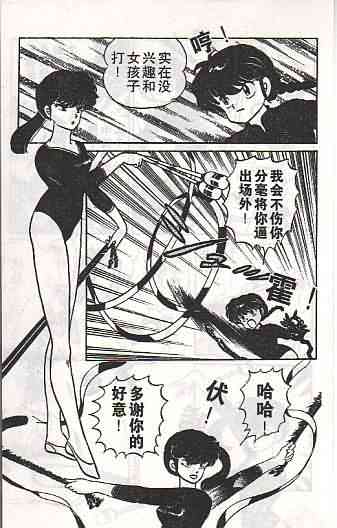 哼！
实在没
兴趣和
女孩子
打！
我会不伤你
分毫将你逼
出场外！
霍！
哈哈！
伏！
多谢你的
好意！